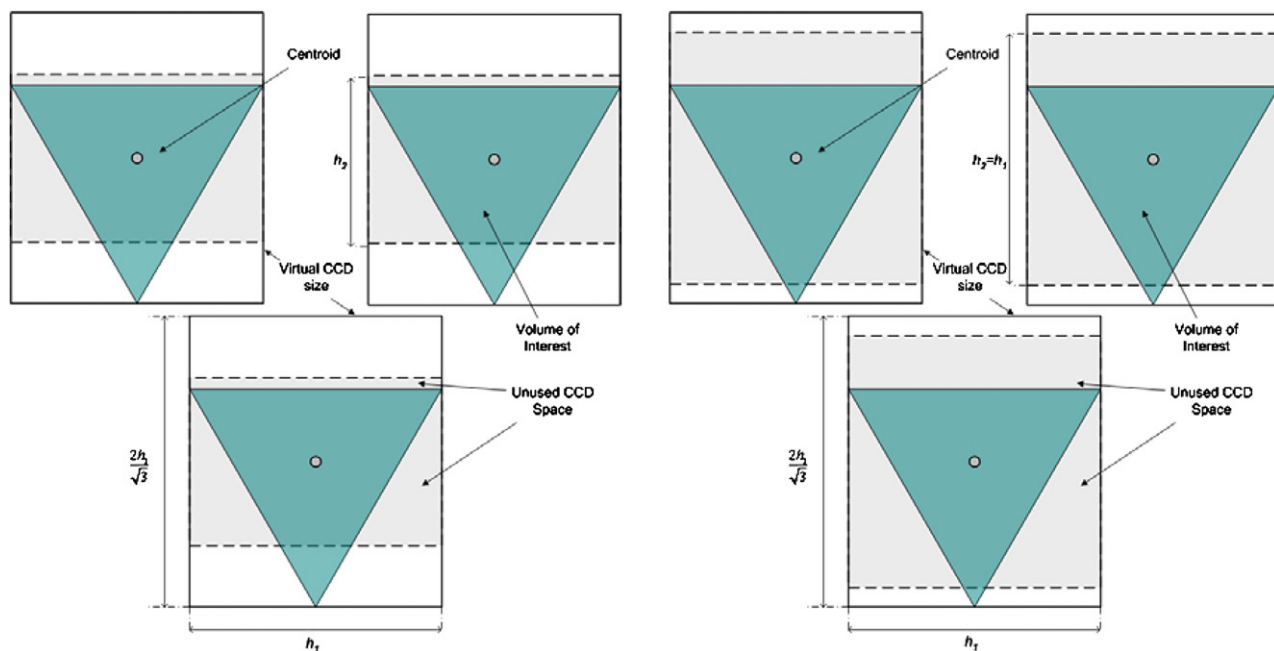 Centroid
h₂
Virtual CCD
size
Volume of
Interest
Unused CCD
Space
2h₁
√3
h₁
Centroid
h₂=h₁
Virtual CCD
size
Volume of
Interest
Unused CCD
Space
2h₁
√3
h₁